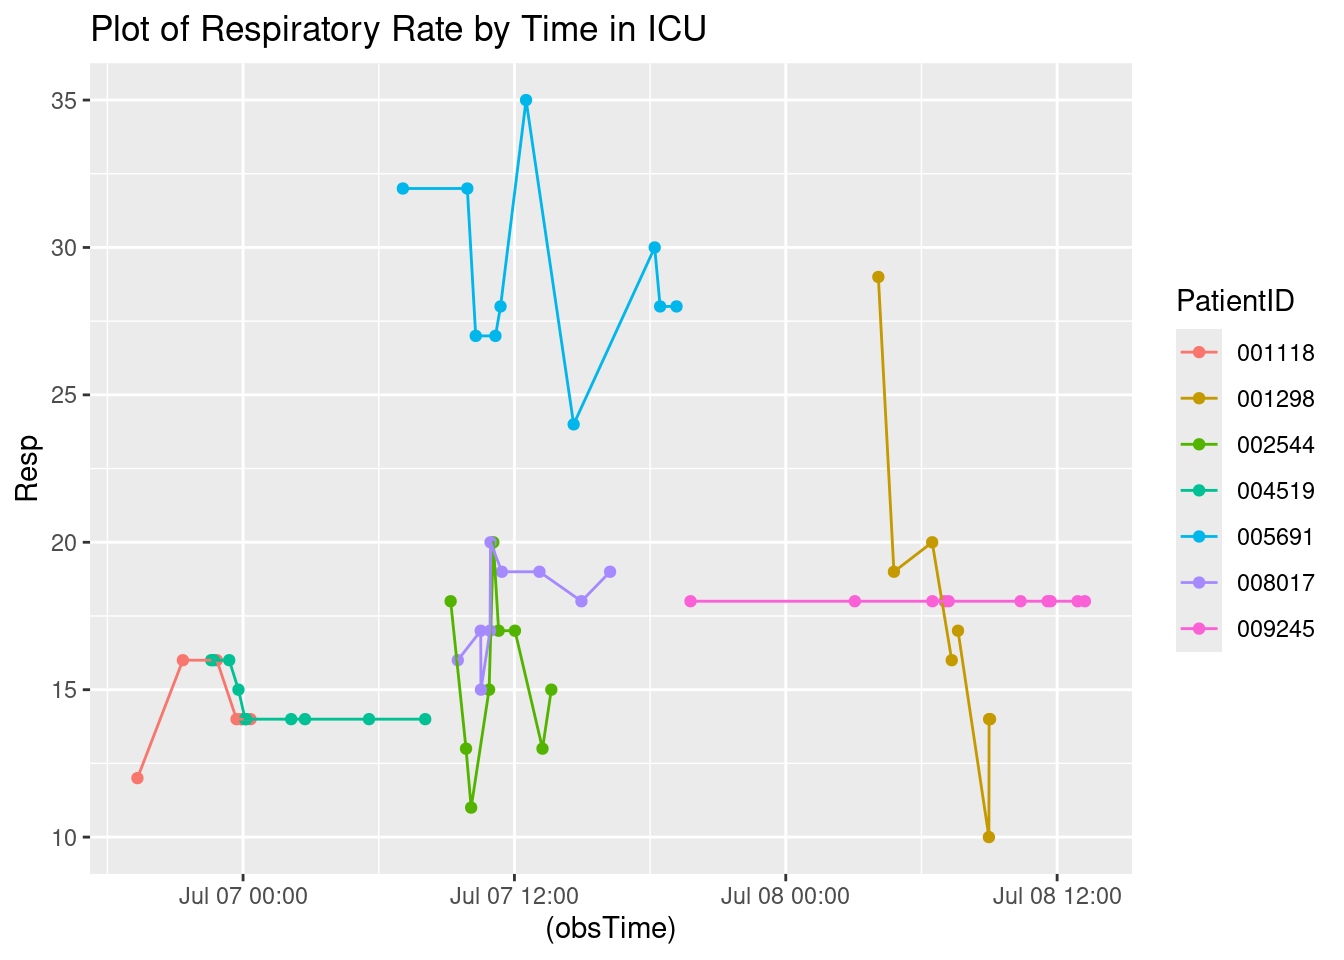 Plot of Respiratory Rate by Time in ICU
35
30
25
20
15
10
Resp
Jul 07 00:00
Jul 07 12:00
Jul 08 00:00
Jul 08 12:00
(obsTime)
PatientID
001118
001298
002544
004519
005691
008017
009245